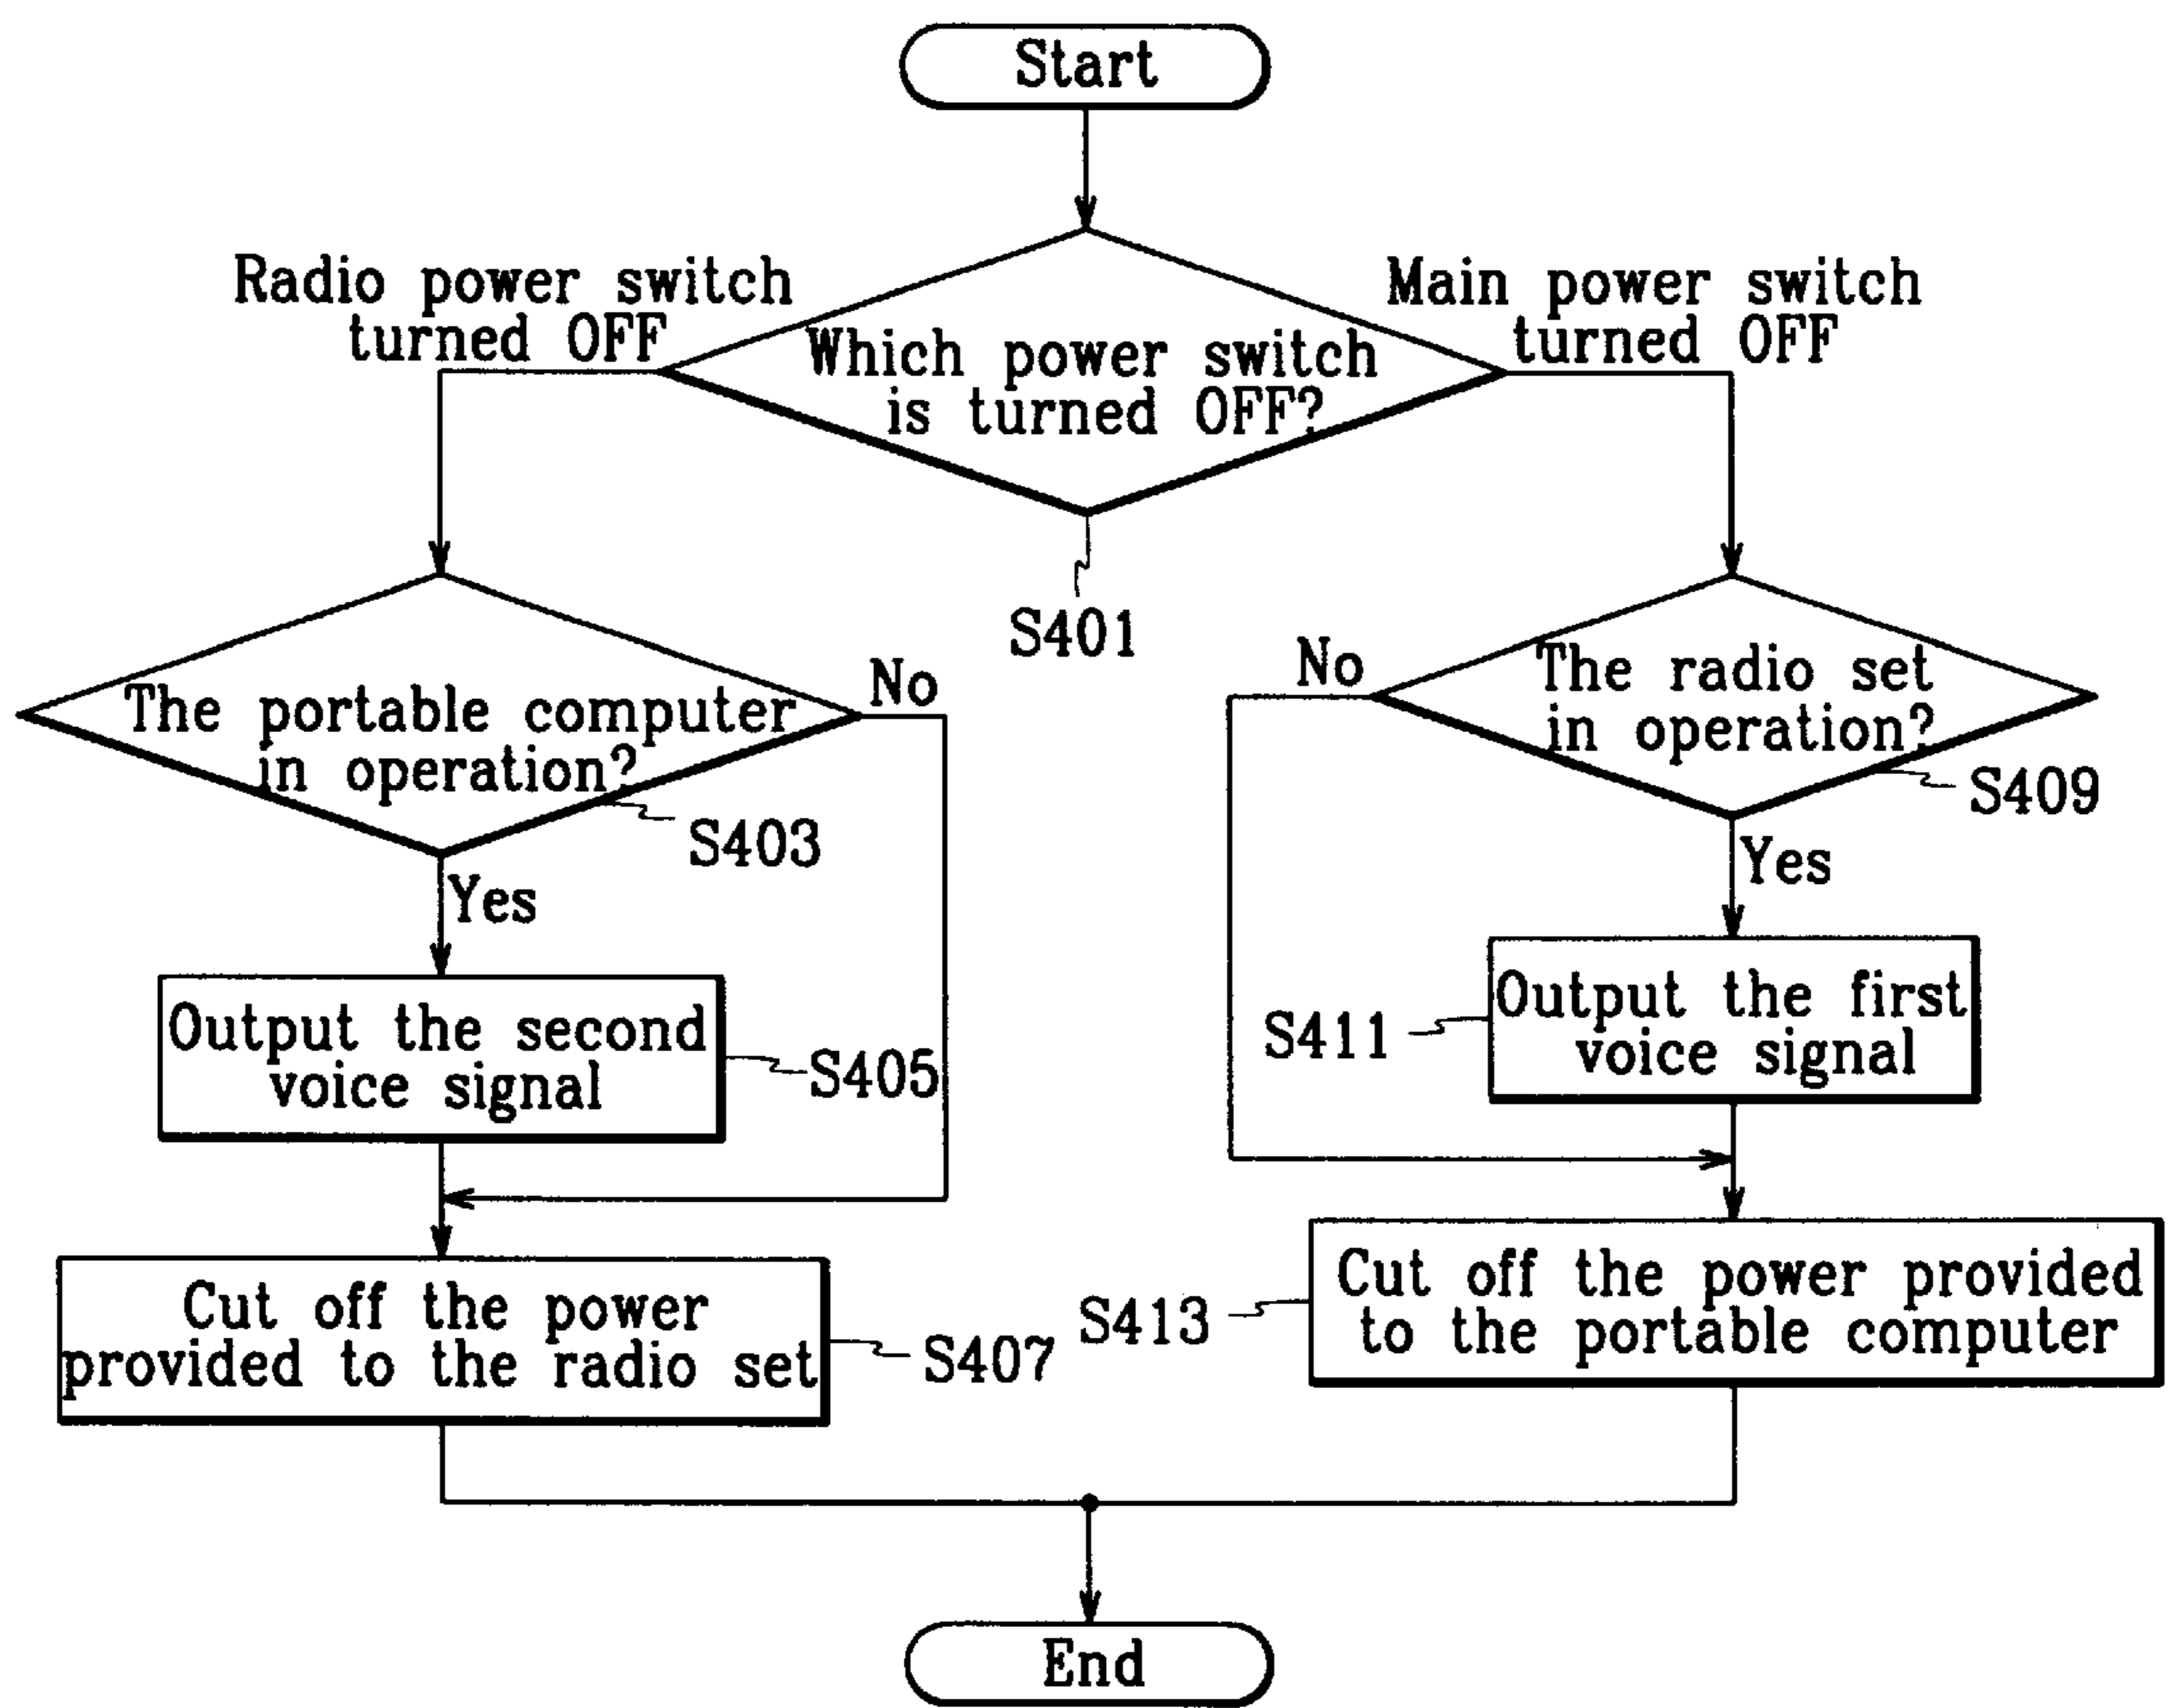 Start
Radio power switch
turned OFF
Main power switch
turned OFF
Which power switch
is turned OFF?
S401
The portable computer
in operation?
No
S403
Yes
No
The radio set
in operation?
S409
Yes
Output the second
voice signal
S405
S411
Output the first
voice signal
Cut off the power
provided to the radio set
S407
S413
Cut off the power provided
to the portable computer
End